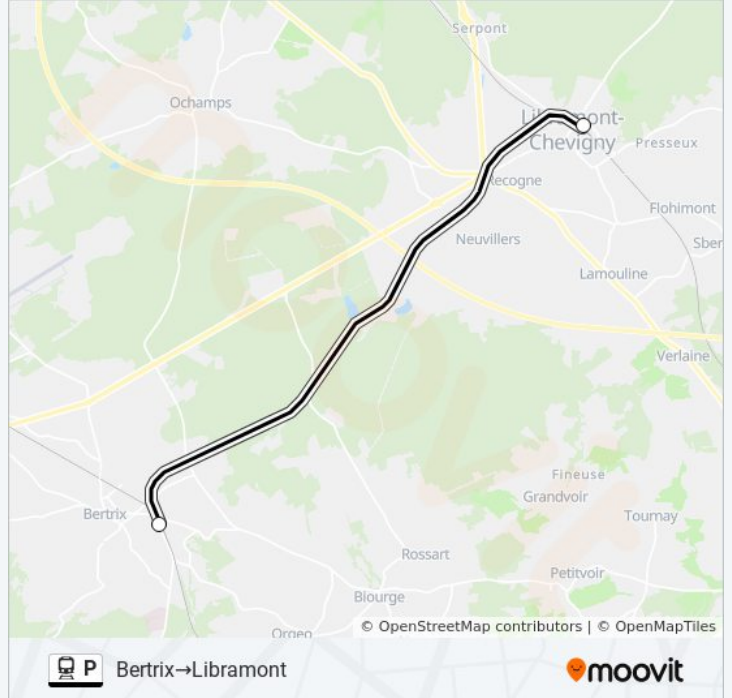 Serpont
Ochamps
Libramont-
Chevigny
Presseux
Recogne
Flohimont
Neuvillers
Sber
Lamouline
Verlaine
Fineuse
Grandvoir
Bertrix
Tournay
Rossart
Petitvoir
Blourge
Orgeo
© OpenStreetMap contributors | © OpenMapTiles
P Bertrix→Libramont
moovit